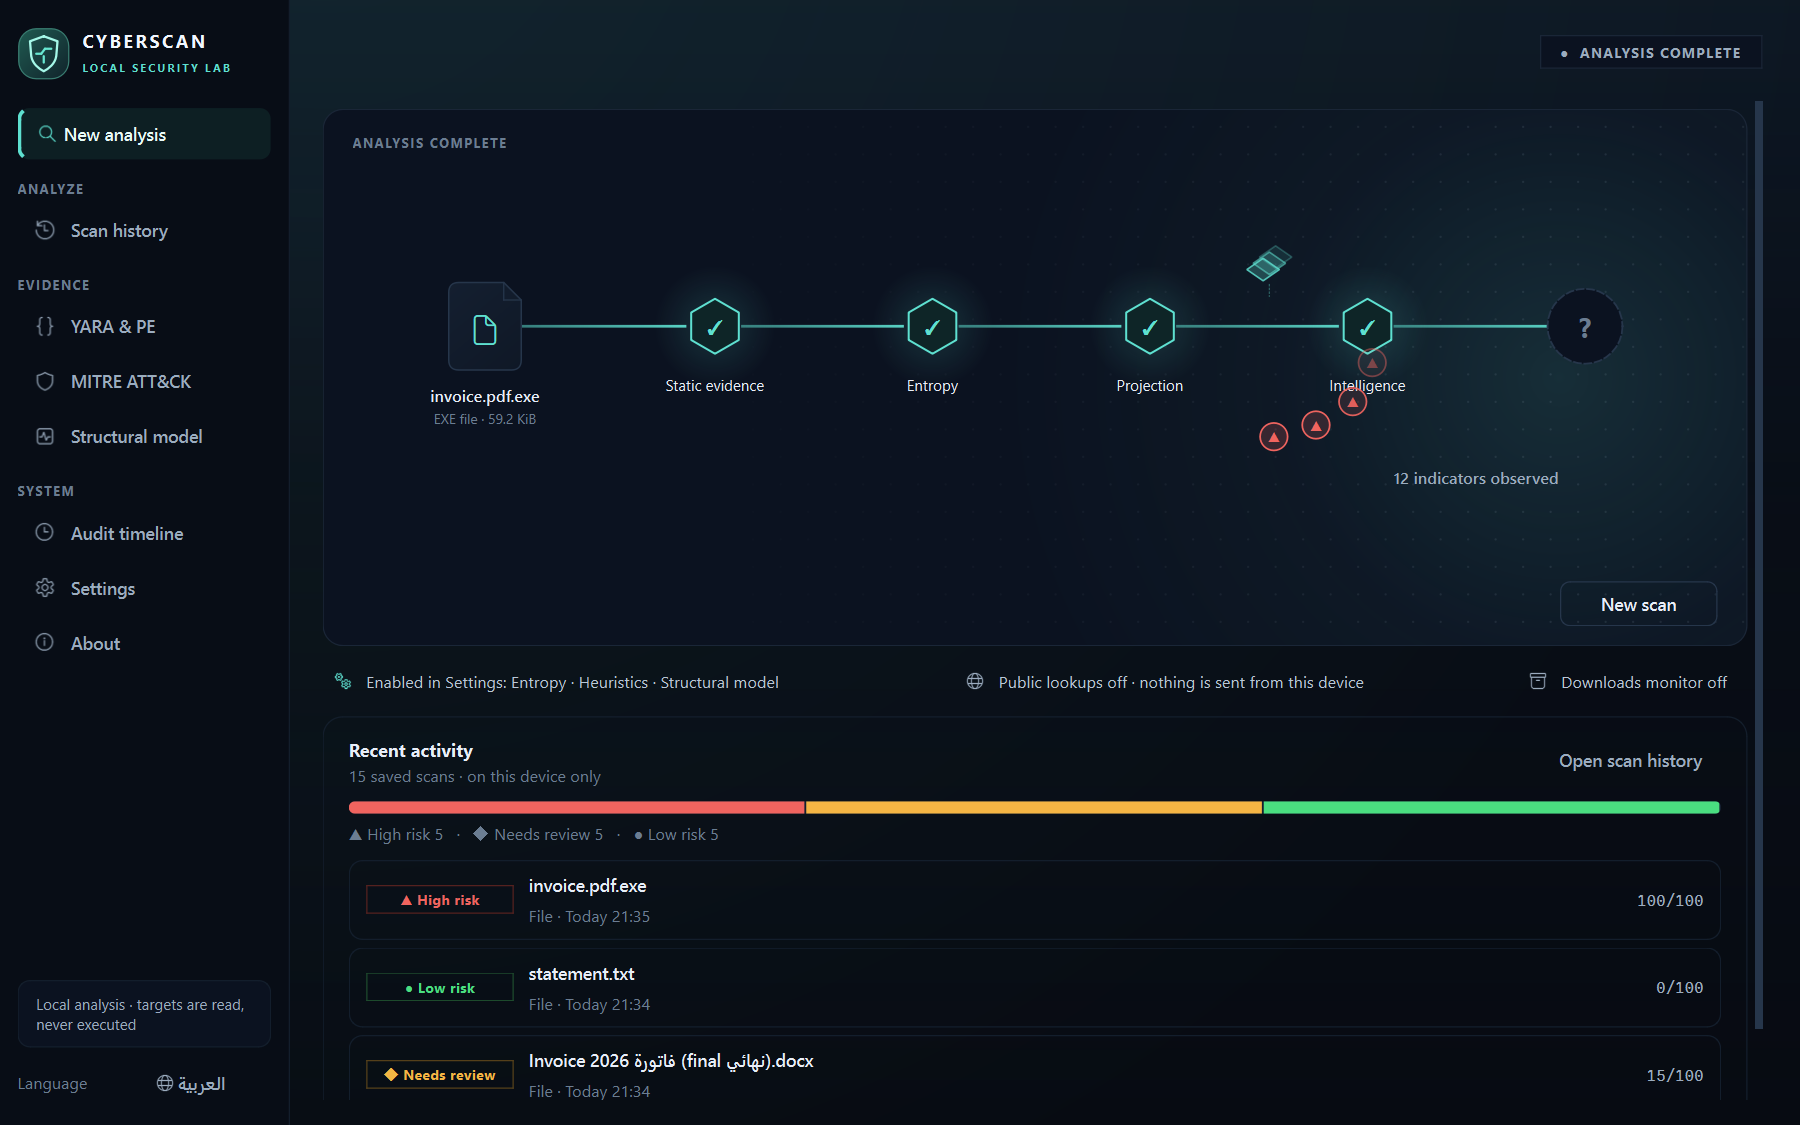 CYBERSCAN
LOCAL SECURITY LAB
New analysis
ANALYZE
Scan history
EVIDENCE
YARA & PE
MITRE ATT&CK
Structural model
SYSTEM
Audit timeline
Settings
About
Local analysis · targets are read,
never executed
Language
العربية
• ANALYSIS COMPLETE
ANALYSIS COMPLETE
invoice.pdf.exe
EXE file · 59.2 KiB
Static evidence
Entropy
Projection
Intelligence
?
12 indicators observed
New scan
Enabled in Settings: Entropy · Heuristics · Structural model
Public lookups off · nothing is sent from this device
Downloads monitor off
Recent activity
15 saved scans · on this device only
Open scan history
▲ High risk 5 · ◆ Needs review 5 · ● Low risk 5
▲ High risk
invoice.pdf.exe
File · Today 21:35
100/100
● Low risk
statement.txt
File · Today 21:34
0/100
◆ Needs review
Invoice 2026 فاتورة (final نهائي).docx
File · Today 21:34
15/100